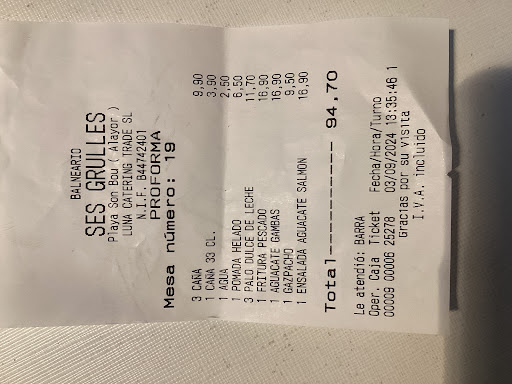 BALNEARIO
SES GRULLES
Playa Son Bou ( Alayor )
LUNA CATERING TRADE SL
N.I.F. B44742401
PROFORMA
Mesa número: 19
3 CAÑA 9,90
1 CAÑA 33 CL. 3,90
1 AGUA 2,50
1 POMADA HELADO 6,50
3 PALO DULCE DE LECHE 11,70
1 FRITURA PESCADO 16,90
1 AGUACATE GAMBAS 16,90
1 GAZPACHO 9,50
1 ENSALADA AGUACATE SALMON 16,90
Total----------- 94,70
Le atendió: BARRA
Oper. Caja Ticket Fecha/Hora/Turno
00009 00006 25278 03/09/2024 13:35:46 1
Gracias por su visita
I.V.A. incluido